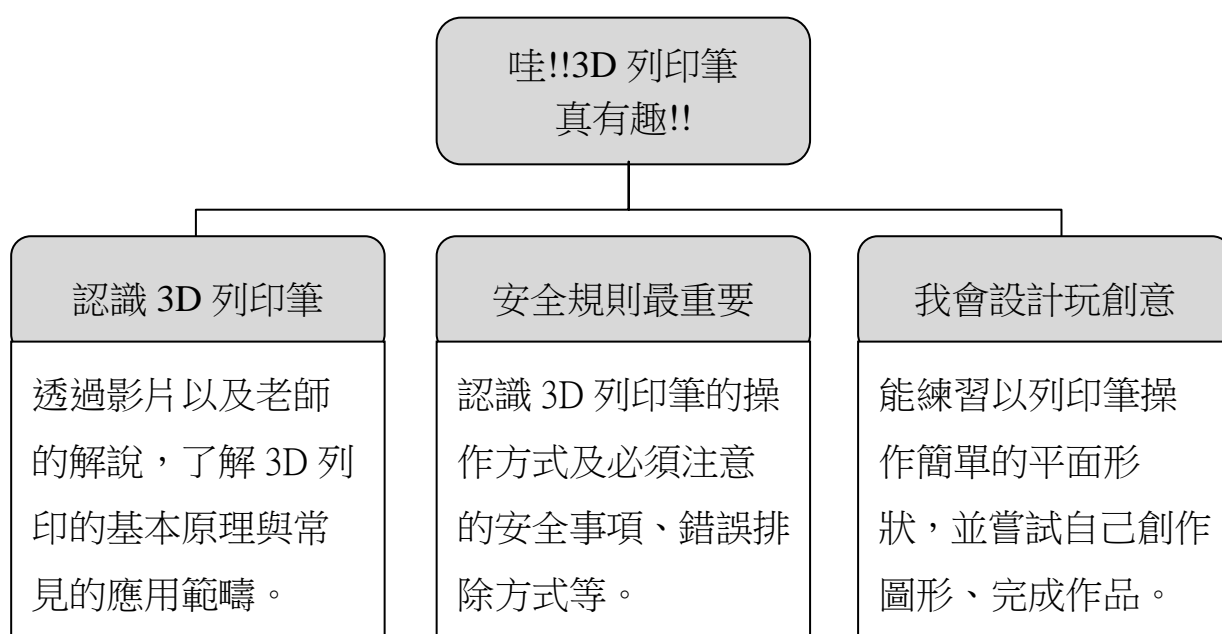 哇!!3D 列印筆
真有趣!!
認識 3D 列印筆
透過影片以及老師
的解說，了解 3D 列
印的基本原理與常
見的應用範疇。
安全規則最重要
認識 3D 列印筆的操
作方式及必須注意
的安全事項、錯誤排
除方式等。
我會設計玩創意
能練習以列印筆操
作簡單的平面形
狀，並嘗試自己創作
圖形、完成作品。